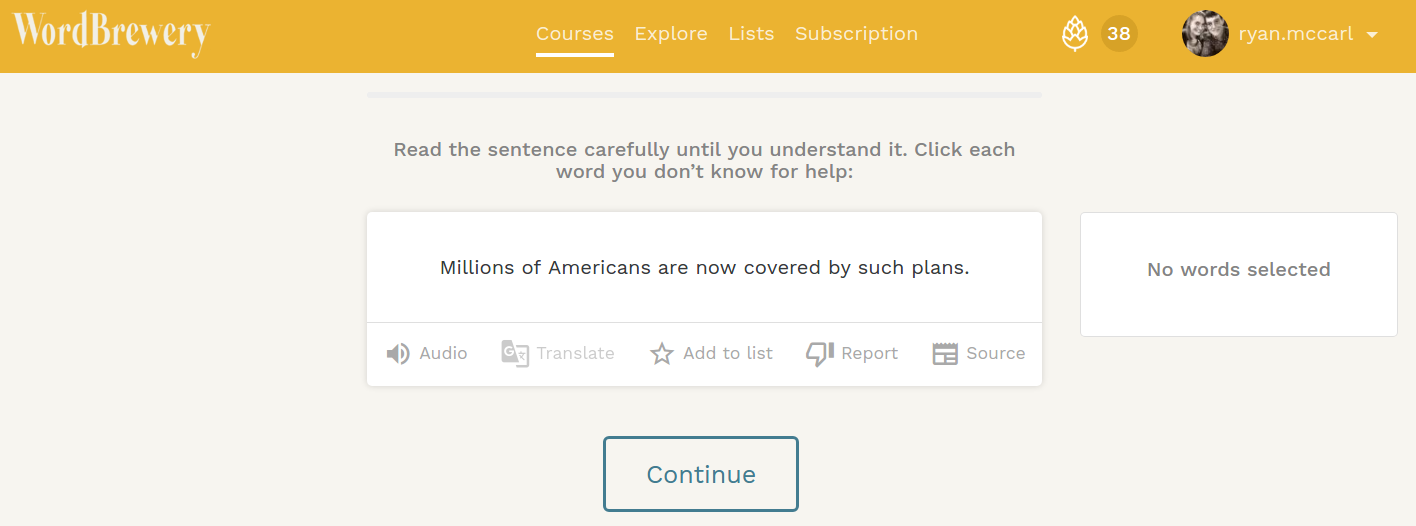 WordBrewery
Courses Explore Lists Subscription 38 ryan.mccarl
Read the sentence carefully until you understand it. Click each
word you don’t know for help:
Millions of Americans are now covered by such plans.
No words selected
Audio Translate Add to list Report Source
Continue